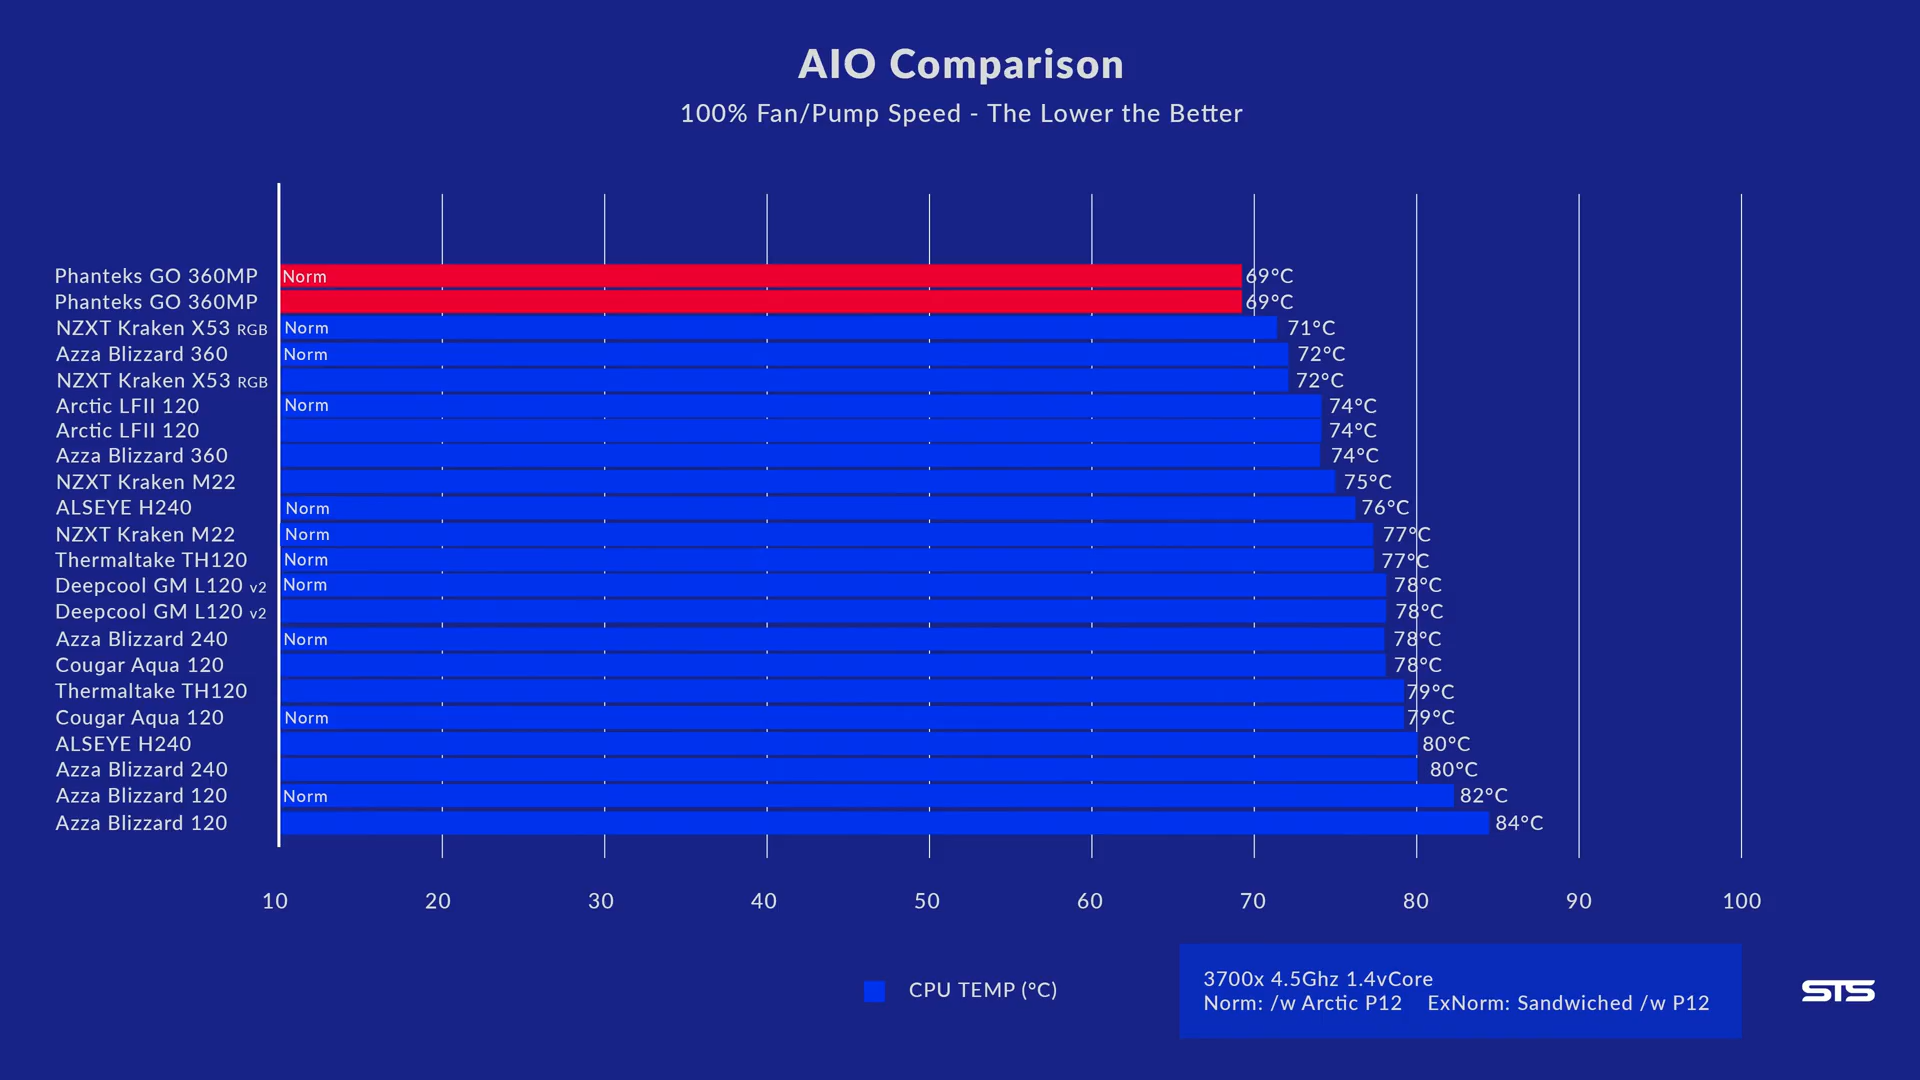 AIO Comparison
100% Fan/Pump Speed - The Lower the Better
Phanteks GO 360MP Norm 69°C
Phanteks GO 360MP 69°C
NZXT Kraken X53 RGB Norm 71°C
Azza Blizzard 360 Norm 72°C
NZXT Kraken X53 RGB 72°C
Arctic LFII 120 Norm 74°C
Arctic LFII 120 74°C
Azza Blizzard 360 74°C
NZXT Kraken M22 75°C
ALSEYE H240 Norm 76°C
NZXT Kraken M22 Norm 77°C
Thermaltake TH120 Norm 77°C
Deepcool GM L120 v2 Norm 78°C
Deepcool GM L120 v2 78°C
Azza Blizzard 240 Norm 78°C
Cougar Aqua 120 78°C
Thermaltake TH120 79°C
Cougar Aqua 120 Norm 79°C
ALSEYE H240 80°C
Azza Blizzard 240 80°C
Azza Blizzard 120 Norm 82°C
Azza Blizzard 120 84°C
10 20 30 40 50 60 70 80 90 100
CPU TEMP (°C)
3700x 4.5Ghz 1.4vCore
Norm: /w Arctic P12 ExNorm: Sandwiched /w P12
STS